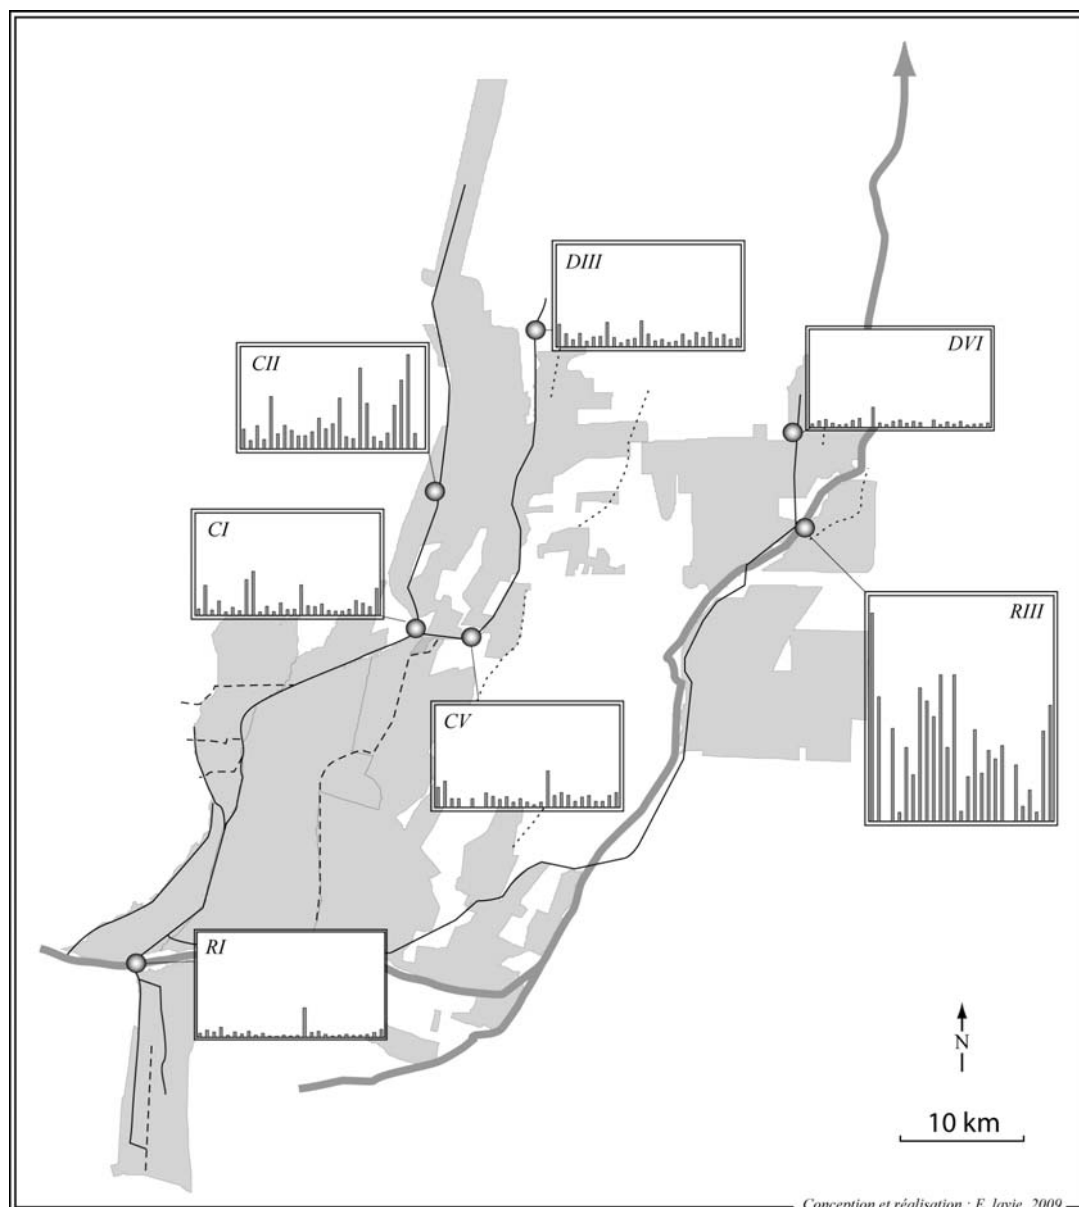 DIII
DVI
CII
CI
RIII
CV
RI
N
10 km
Conception et réalisation : E. lavie, 2009